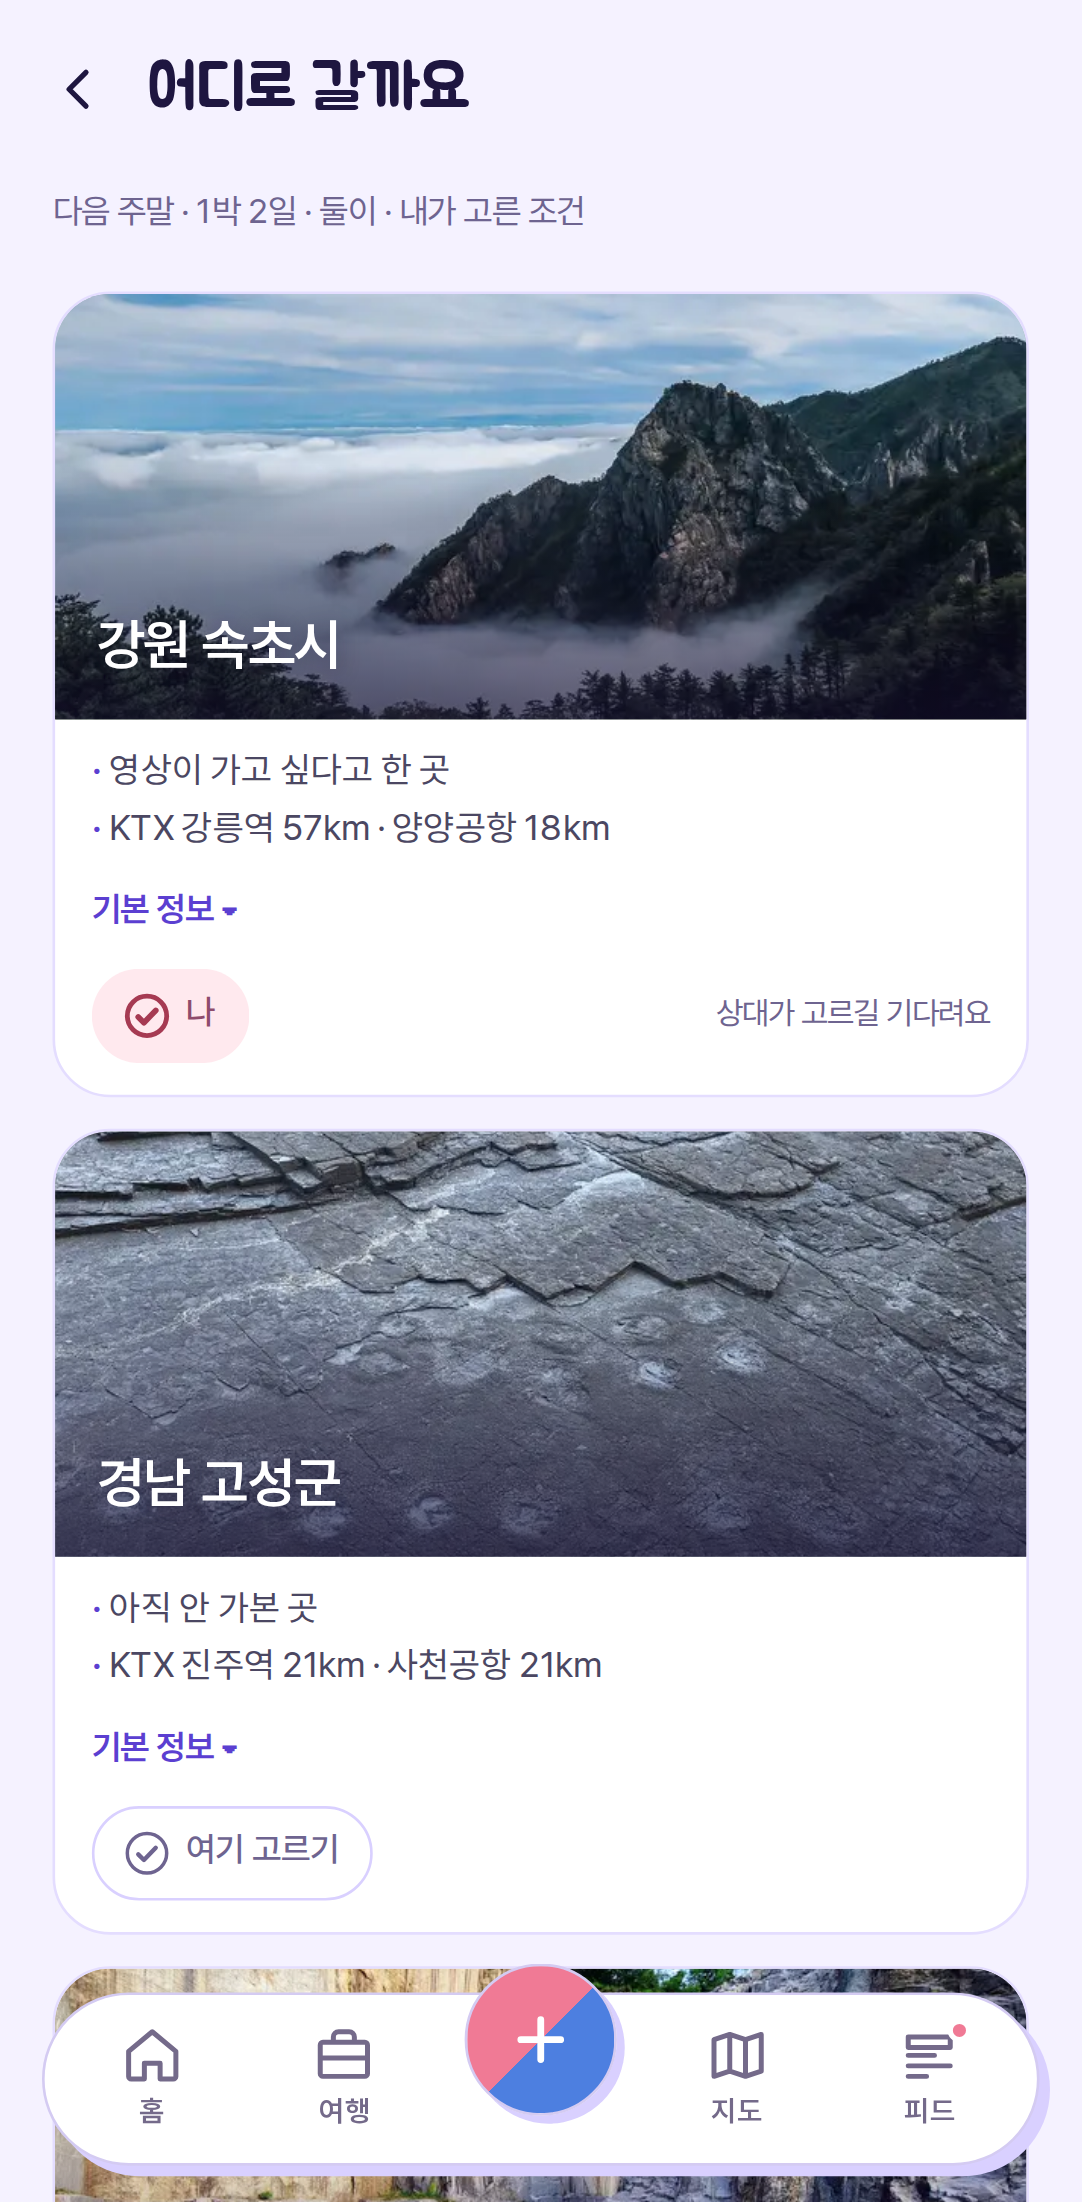 어디로 갈까요
다음 주말 · 1박 2일 · 둘이 · 내가 고른 조건
강원 속초시
· 영상이 가고 싶다고 한 곳
· KTX 강릉역 57km · 양양공항 18km
기본 정보
나
상대가 고르길 기다려요
경남 고성군
· 아직 안 가본 곳
· KTX 진주역 21km · 사천공항 21km
기본 정보
여기 고르기
홈
여행
지도
피드